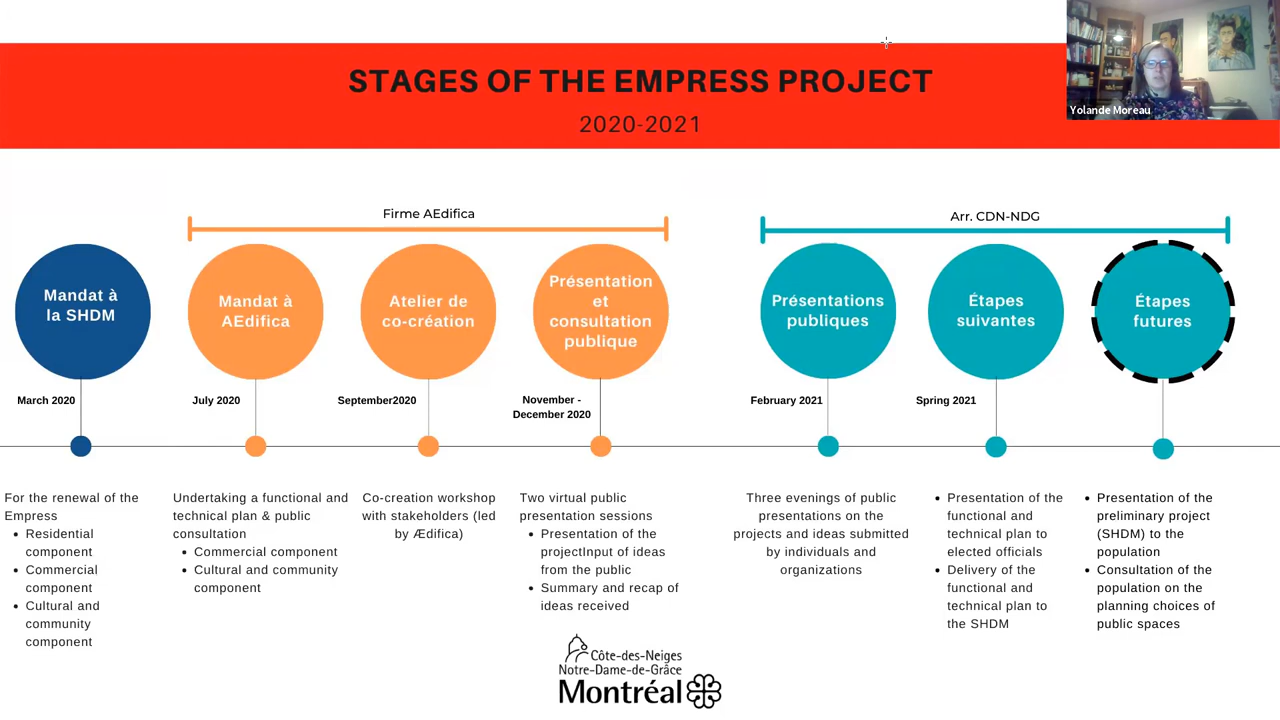 STAGES OF THE EMPRESS PROJECT
2020-2021
Yolande Moreau
Firme AEdifica
Arr. CDN-NDG
Mandat à
la SHDM
Mandat à
AEdifica
Atelier de
co-création
Présentation
et
consultation
publique
Présentations
publiques
Étapes
suivantes
Étapes
futures
March 2020
July 2020
September2020
November -
December 2020
February 2021
Spring 2021
For the renewal of the
Empress
• Residential
component
• Commercial
component
• Cultural and
community
component
Undertaking a functional and
technical plan & public
consultation
• Commercial component
• Cultural and community
component
Co-creation workshop
with stakeholders (led
by Ædifica)
Two virtual public
presentation sessions
• Presentation of the
projectInput of ideas
from the public
• Summary and recap of
ideas received
Three evenings of public
presentations on the
projects and ideas submitted
by individuals and
organizations
• Presentation of the
functional and
technical plan to
elected officials
• Delivery of the
functional and
technical plan to
the SHDM
• Presentation of the
preliminary project
(SHDM) to the
population
• Consultation of the
population on the
planning choices of
public spaces
Côte-des-Neiges
Notre-Dame-de-Grâce
Montréal